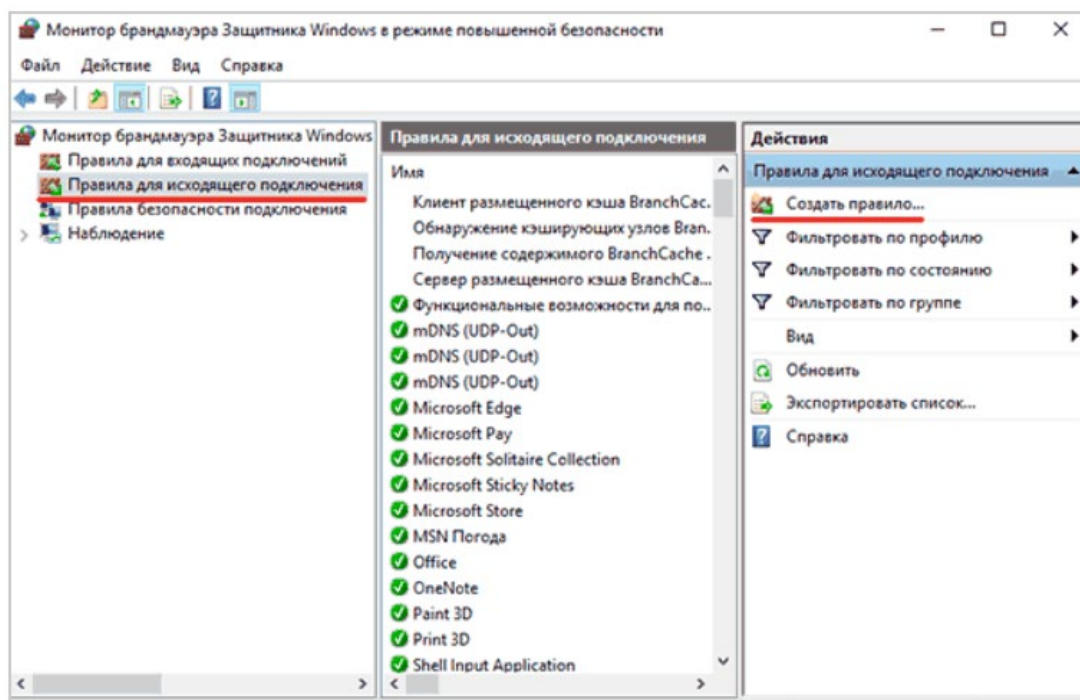 Монитор брандмауэра Защитника Windows в режиме повышенной безопасности
Файл Действие Вид Справка
Монитор брандмауэра Защитника Windows
Правила для входящих подключений
Правила для исходящего подключения
Правила безопасности подключения
Наблюдение
Правила для исходящего подключения
Имя
Клиент размещенного кэша BranchCac.
Обнаружение кэширующих узлов Bran.
Получение содержимого BranchCache .
Сервер размещенного кэша BranchCa...
Функциональные возможности для по...
mDNS (UDP-Out)
mDNS (UDP-Out)
mDNS (UDP-Out)
Microsoft Edge
Microsoft Pay
Microsoft Solitaire Collection
Microsoft Sticky Notes
Microsoft Store
MSN Погода
Office
OneNote
Paint 3D
Print 3D
Shell Input Application
Действия
Правила для исходящего подключения
Создать правило...
Фильтровать по профилю
Фильтровать по состоянию
Фильтровать по группе
Вид
Обновить
Экспортировать список...
Справка